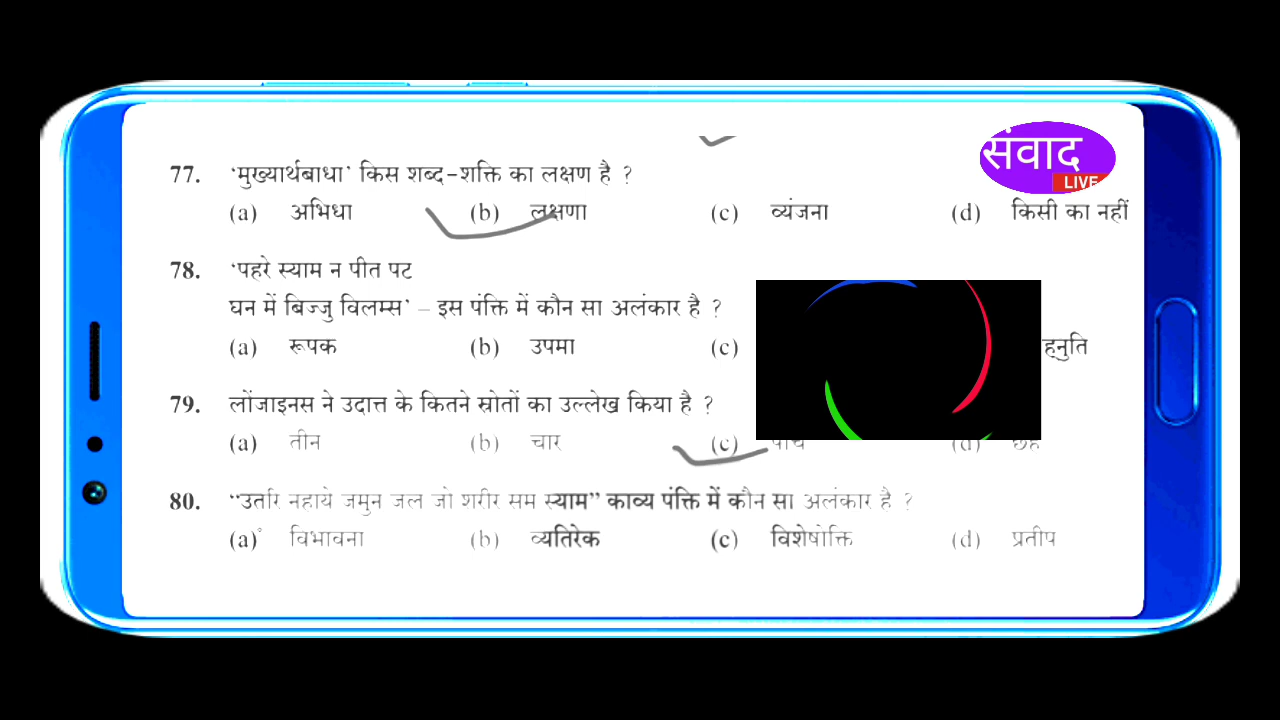 संवाद
LIVE
77. 'मुख्यार्थबाधा' किस शब्द-शक्ति का लक्षण है ?
(a) अभिधा (b) लक्षणा (c) व्यंजना (d) किसी का नहीं
78. 'पहरे स्याम न पीत पट
घन में बिज्जु विलम्स' – इस पंक्ति में कौन सा अलंकार है ?
(a) रूपक (b) उपमा (c) ह्नुति
79. लोंजाइनस ने उदात्त के कितने स्रोतों का उल्लेख किया है ?
(a) तीन (b) चार (c) पाँच (d) छह
80. "उतरि नहाये जमुन जल जो शरीर सम स्याम" काव्य पंक्ति में कौन सा अलंकार है ?
(a) विभावना (b) व्यतिरेक (c) विशेषोक्ति (d) प्रतीप